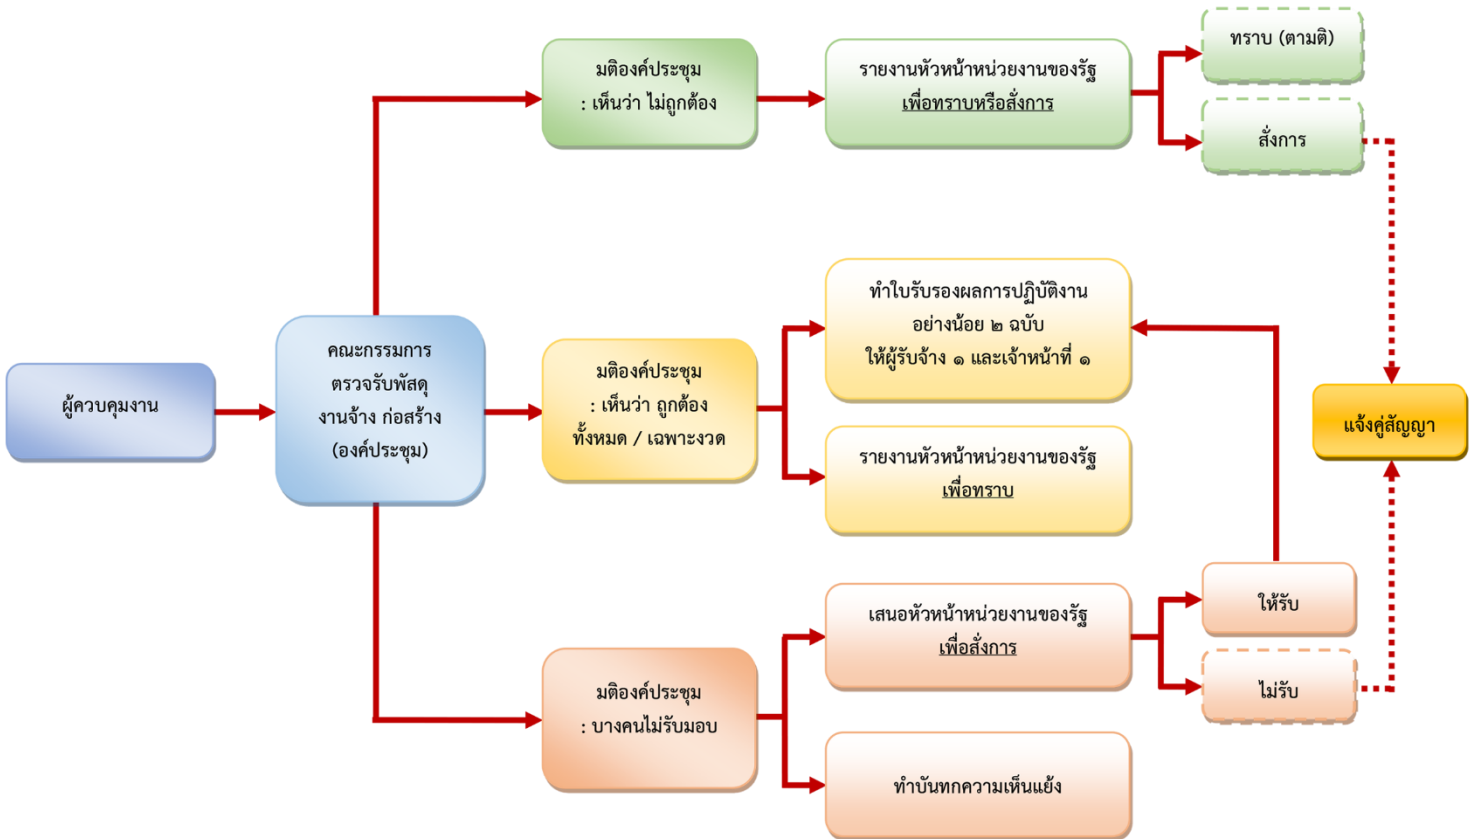 ผู้ควบคุมงาน
คณะกรรมการ
ตรวจรับพัสดุ
งานจ้าง ก่อสร้าง
(องค์ประชุม)
มติองค์ประชุม
: เห็นว่า ไม่ถูกต้อง
รายงานหัวหน้าหน่วยงานของรัฐ
เพื่อทราบหรือสั่งการ
ทราบ (ตามติ)
สั่งการ
มติองค์ประชุม
: เห็นว่า ถูกต้อง
ทั้งหมด / เฉพาะงวด
ทำใบรับรองผลการปฏิบัติงาน
อย่างน้อย ๒ ฉบับ
ให้ผู้รับจ้าง ๑ และเจ้าหน้าที่ ๑
รายงานหัวหน้าหน่วยงานของรัฐ
เพื่อทราบ
มติองค์ประชุม
: บางคนไม่รับมอบ
เสนอหัวหน้าหน่วยงานของรัฐ
เพื่อสั่งการ
ทำบันทกความเห็นแย้ง
ให้รับ
ไม่รับ
แจ้งคู่สัญญา